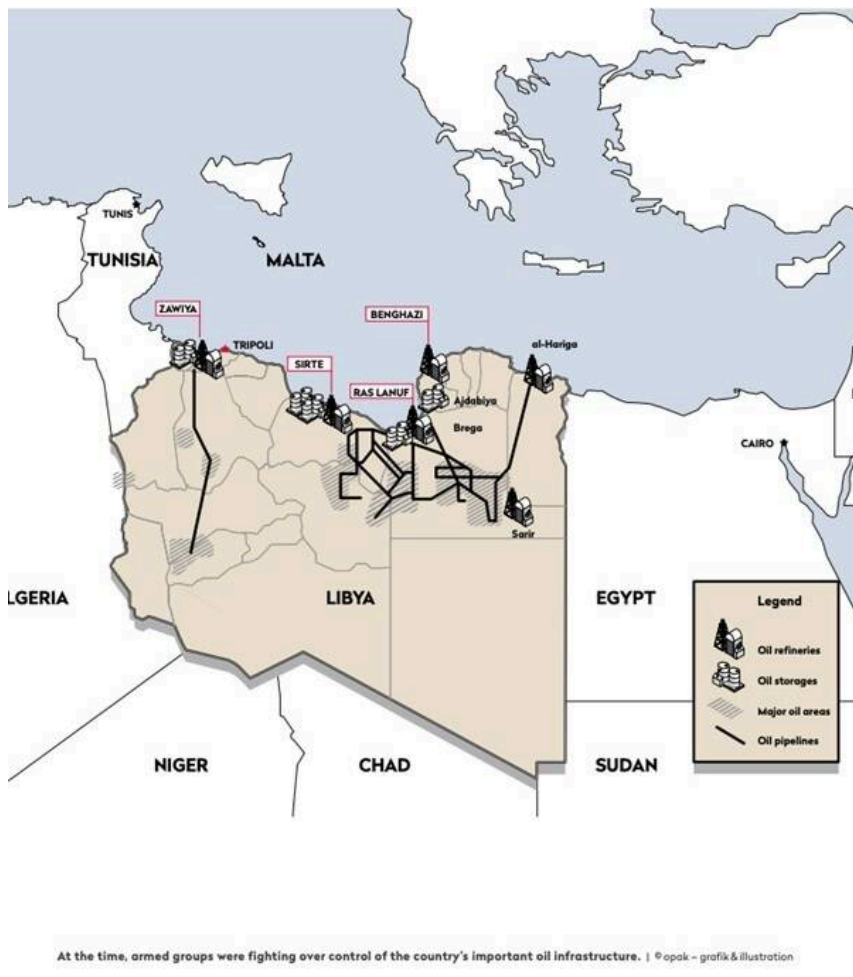 TUNIS
TUNISIA
MALTA
ZAWIYA
TRIPOLI
BENGHAZI
SIRTE
al-Hariga
RAS LANUF
Ajdabiya
Brega
CAIRO
Sarir
LGERIA
LIBYA
EGYPT
Legend
Oil refineries
Oil storages
Major oil areas
Oil pipelines
NIGER
CHAD
SUDAN
At the time, armed groups were fighting over control of the country's important oil infrastructure. | © opak – grafik & illustration